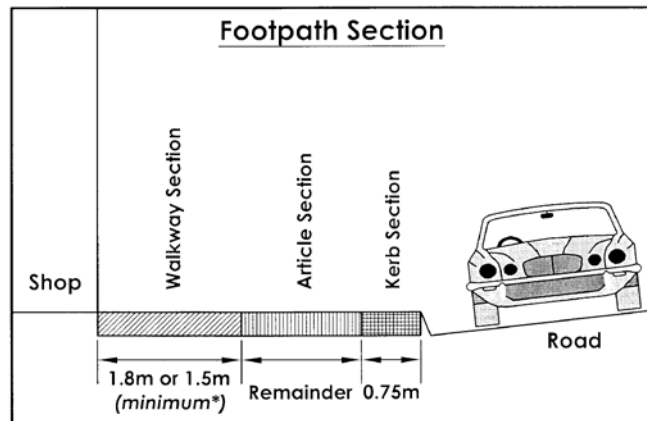 Footpath Section
Walkway Section
Article Section
Kerb Section
Shop
Road
1.8m or 1.5m
(minimum*)
Remainder
0.75m